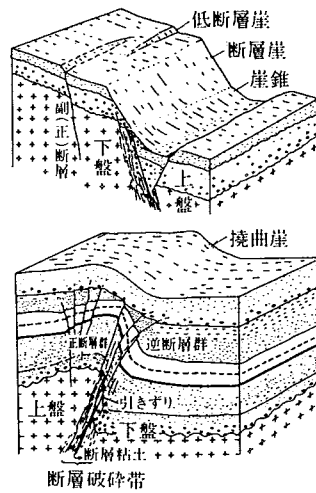 低断層崖
断層崖
崖錐
副(正)断層
下盤
上盤
撓曲崖
正断層群
逆断層群
引きずり
上盤
下盤
断層粘土
断層破砕帯